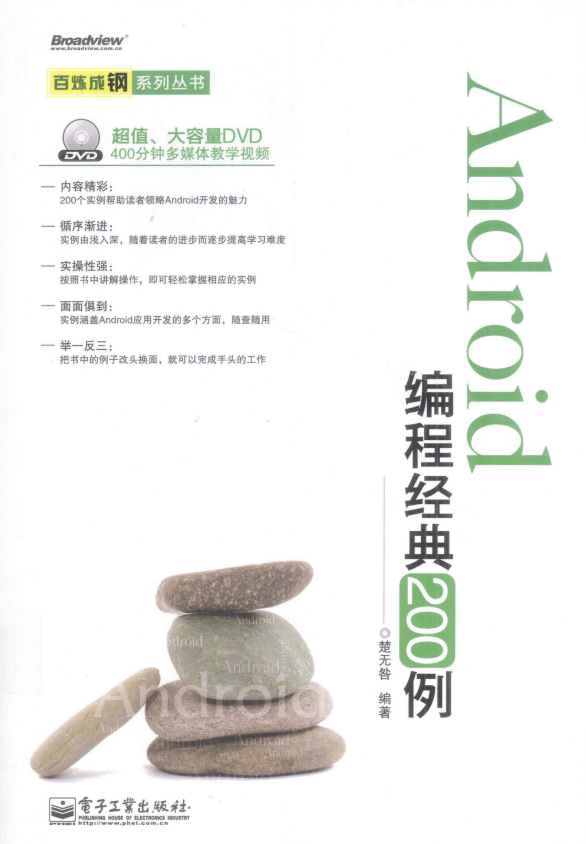 Broadview®
www.broadview.com.cn
百炼成钢系列丛书
超值、大容量DVD
400分钟多媒体教学视频
DVD
— 内容精彩：
200个实例帮助读者领略Android开发的魅力
— 循序渐进：
实例由浅入深，随着读者的进步而逐步提高学习难度
— 实操性强：
按照书中讲解操作，即可轻松掌握相应的实例
— 面面俱到：
实例涵盖Android应用开发的多个方面，随查随用
— 举一反三：
把书中的例子改头换面，就可以完成手头的工作
Android
编程经典200例
◎楚无咎 编著
Android
Android
Android
Android
Android
電子工業出版社·
PUBLISHING HOUSE OF ELECTRONICS INDUSTRY
http://www.phei.com.cn